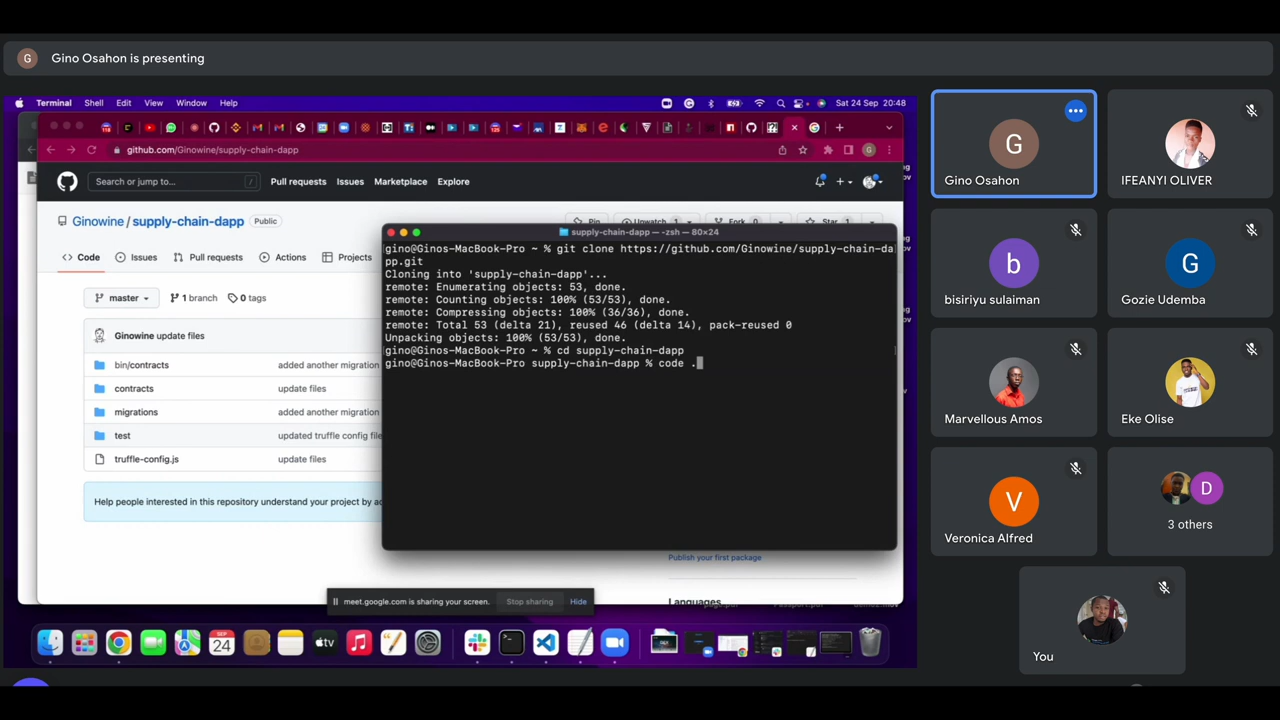 G Gino Osahon is presenting
Terminal Shell Edit View Window Help
Sat 24 Sep 20:48
github.com/Ginowine/supply-chain-dapp
G
Search or jump to... /
Pull requests Issues Marketplace Explore
Ginowine / supply-chain-dapp Public
Pin Unwatch 1 Fork 0 Star 1
Code Issues Pull requests Actions Projects
master 1 branch 0 tags
Ginowine update files
bin/contracts added another migration
contracts update files
migrations added another migration
test updated truffle config file
truffle-config.js update files
Help people interested in this repository understand your project by ad
supply-chain-dapp — -zsh — 80×24
gino@Ginos-MacBook-Pro ~ % git clone https://github.com/Ginowine/supply-chain-da
pp.git
Cloning into 'supply-chain-dapp'...
remote: Enumerating objects: 53, done.
remote: Counting objects: 100% (53/53), done.
remote: Compressing objects: 100% (36/36), done.
remote: Total 53 (delta 21), reused 46 (delta 14), pack-reused 0
Unpacking objects: 100% (53/53), done.
gino@Ginos-MacBook-Pro ~ % cd supply-chain-dapp
gino@Ginos-MacBook-Pro supply-chain-dapp % code .
Publish your first package
Languages
meet.google.com is sharing your screen. Stop sharing Hide
SEP
24
tv
G
Gino Osahon
IFEANYI OLIVER
b
bisiriyu sulaiman
G
Gozie Udemba
Marvellous Amos
Eke Olise
V
Veronica Alfred
D
3 others
You